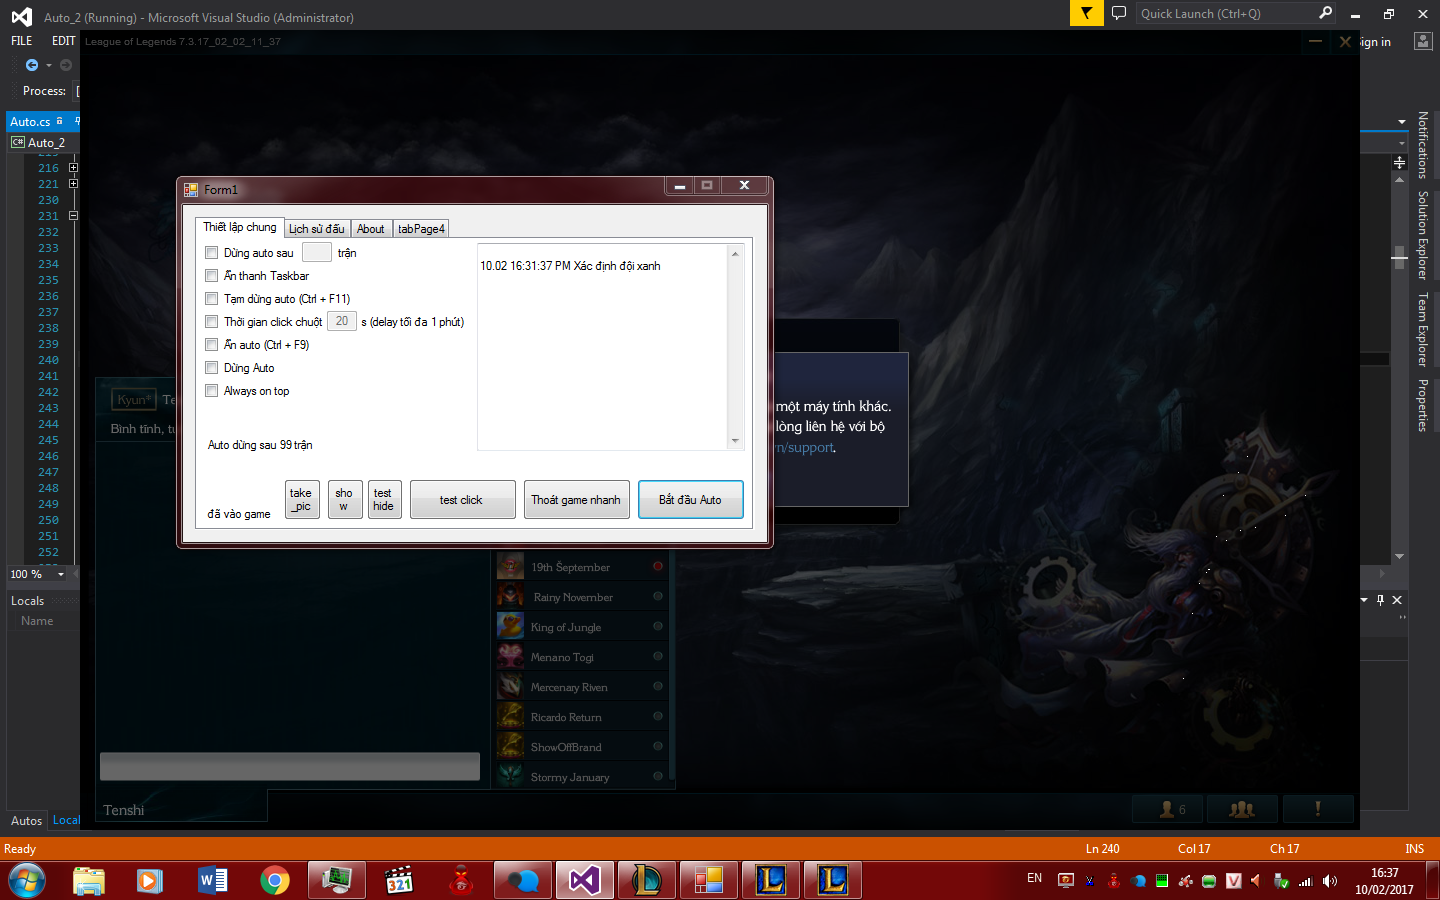 Auto_2 (Running) - Microsoft Visual Studio (Administrator)
Quick Launch (Ctrl+Q)
FILE EDIT
League of Legends 7.3.17_02_02_11_37
Sign in
Process:
Auto.cs
Auto_2
216
221
230
231
232
233
234
235
236
237
238
239
240
241
242
243
244
245
246
247
248
249
250
251
252
100 %
Locals
Name
Autos
Local
Notifications
Solution Explorer
Team Explorer
Properties
Form1
Thiết lập chung
Lịch sử đấu
About
tabPage4
Dừng auto sau trận
Ẩn thanh Taskbar
Tạm dừng auto (Ctrl + F11)
Thời gian click chuột 20 s (delay tối đa 1 phút)
Ẩn auto (Ctrl + F9)
Dừng Auto
Always on top
Auto dừng sau 99 trận
đã vào game
10.02 16:31:37 PM Xác định đội xanh
take
_pic
sho
w
test
hide
test click
Thoát game nhanh
Bắt đầu Auto
một máy tính khác.
lòng liên hệ với bộ
vn/support.
Kyun*
Bình tĩnh,
19th September
Rainy November
King of Jungle
Menano Togi
Mercenary Riven
Ricardo Return
ShowOffBrand
Stormy January
Tenshi
6
Ready
Ln 240
Col 17
Ch 17
INS
321
EN
16:37
10/02/2017